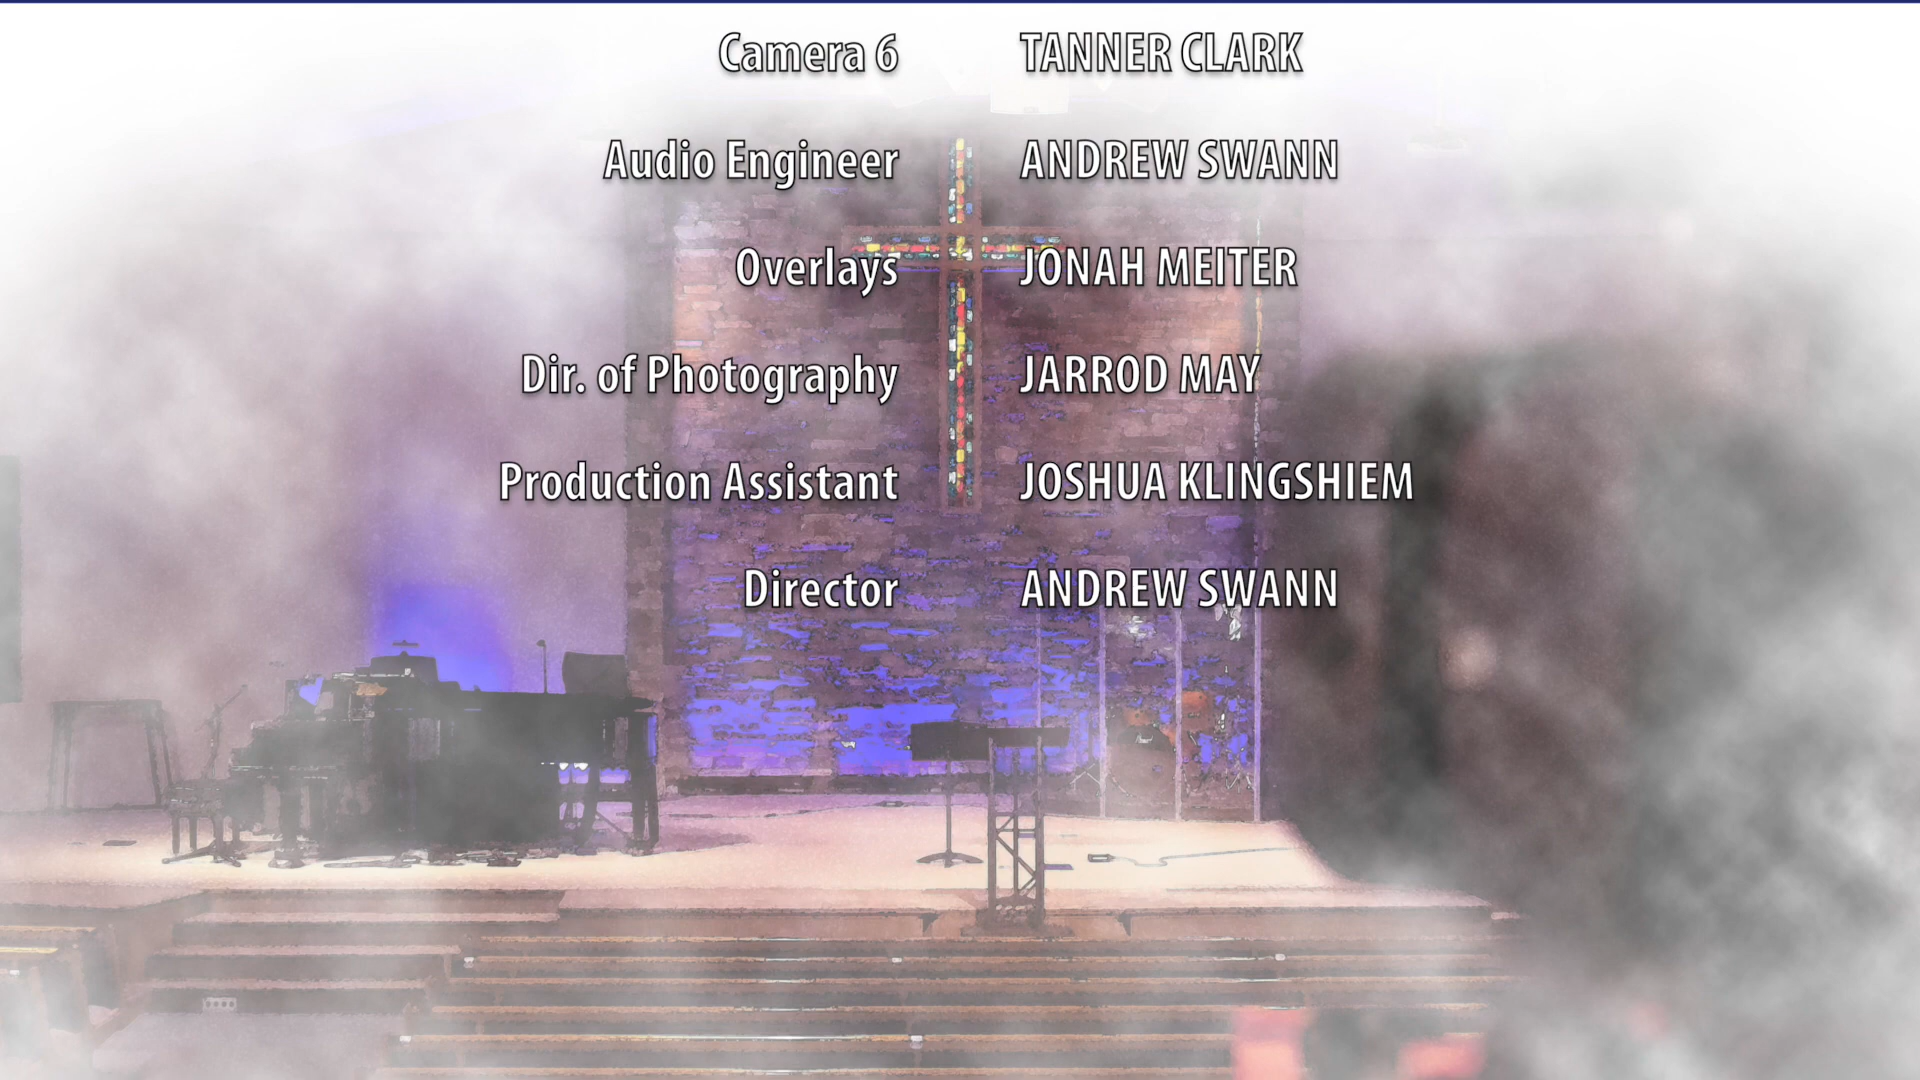 Camera 6 TANNER CLARK
Audio Engineer ANDREW SWANN
Overlays JONAH MEITER
Dir. of Photography JARROD MAY
Production Assistant JOSHUA KLINGSHIEM
Director ANDREW SWANN